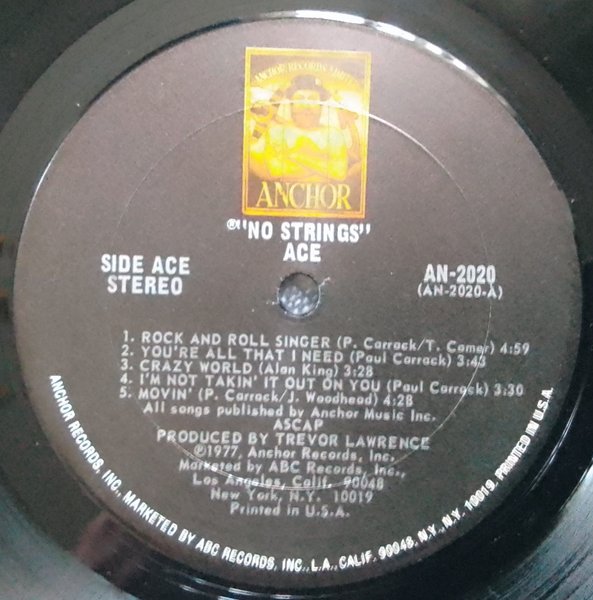 ANCHOR RECORDS LIMITED
ANCHOR
℗"NO STRINGS"
ACE
SIDE ACE
STEREO
AN-2020
(AN-2020-A)
1. ROCK AND ROLL SINGER (P. Carrack/T. Comer) 4:59
2. YOU'RE ALL THAT I NEED (Paul Carrack) 3:43
3. CRAZY WORLD (Alan King) 3:28
4. I'M NOT TAKIN' IT OUT ON YOU (Paul Carrack) 3:30
5. MOVIN' (P. Carrack/J. Woodhead) 4:28
All songs published by Anchor Music Inc.
ASCAP
PRODUCED BY TREVOR LAWRENCE
℗1977, Anchor Records, Inc.
Marketed by ABC Records, Inc.,
Los Angeles, Calif. 90048
New York, N.Y. 10019
Printed in U.S.A.
ANCHOR RECORDS, INC., MARKETED BY ABC RECORDS, INC., L.A., CALIF. 90048, N.Y., N.Y. 10019. PRINTED IN U.S.A.